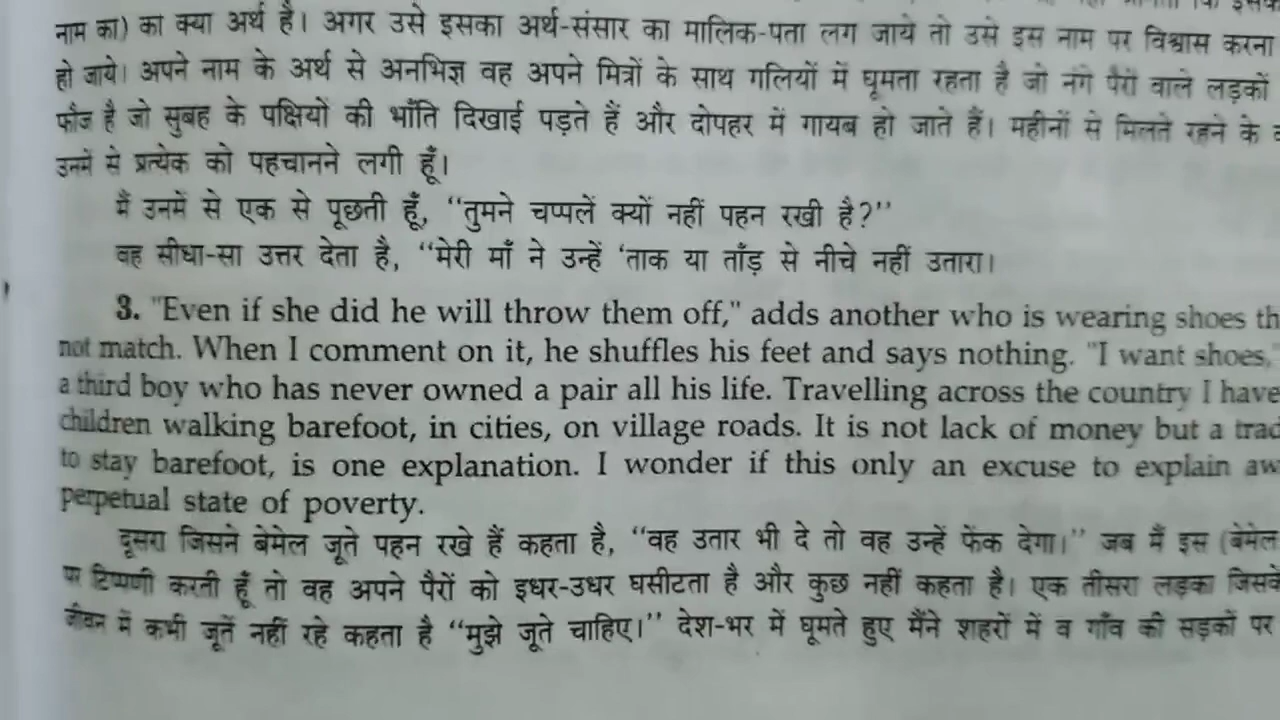 नाम का) का क्या अर्थ है। अगर उसे इसका अर्थ-संसार का मालिक-पता लग जाये तो उसे इस नाम पर विश्वास करना
हो जाये। अपने नाम के अर्थ से अनभिज्ञ वह अपने मित्रों के साथ गलियों में घूमता रहता है जो नंगे पैरों वाले लड़कों
फौज है जो सुबह के पक्षियों की भाँति दिखाई पड़ते हैं और दोपहर में गायब हो जाते हैं। महीनों से मिलते रहने के
उनमें से प्रत्येक को पहचानने लगी हूँ।
मैं उनमें से एक से पूछती हूँ, “तुमने चप्पलें क्यों नहीं पहन रखी है?”
वह सीधा-सा उत्तर देता है, “मेरी माँ ने उन्हें ‘ताक या ताँड़ से नीचे नहीं उतारा।
3. "Even if she did he will throw them off," adds another who is wearing shoes th
not match. When I comment on it, he shuffles his feet and says nothing. "I want shoes,"
a third boy who has never owned a pair all his life. Travelling across the country I have
children walking barefoot, in cities, on village roads. It is not lack of money but a trad
to stay barefoot, is one explanation. I wonder if this only an excuse to explain aw
perpetual state of poverty.
दूसरा जिसने बेमेल जूते पहन रखे हैं कहता है, “वह उतार भी दे तो वह उन्हें फेंक देगा।” जब मैं इस (बेमेल
पर टिप्पणी करती हूँ तो वह अपने पैरों को इधर-उधर घसीटता है और कुछ नहीं कहता है। एक तीसरा लड़का जिसके
जीवन में कभी जूतें नहीं रहे कहता है “मुझे जूते चाहिए।” देश-भर में घूमते हुए मैंने शहरों में व गाँव की सड़कों पर